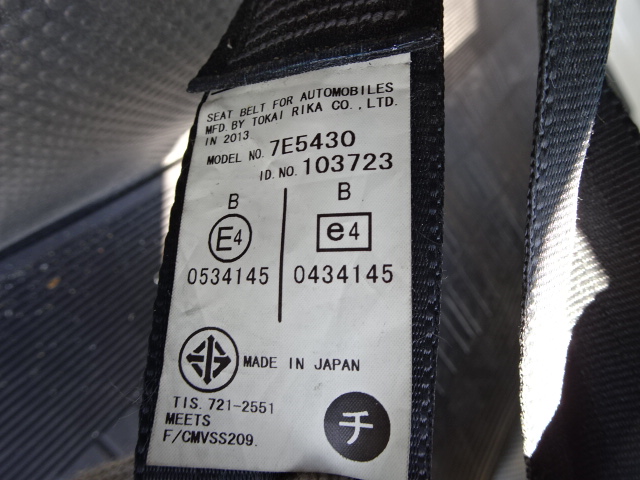 SEAT BELT FOR AUTOMOBILES
MFD. BY TOKAI RIKA CO., LTD.
IN 2013
MODEL NO. 7E5430
ID. NO. 103723
B B
E4 e4
0534145 0434145
MADE IN JAPAN
TIS. 721-2551
MEETS
F/CMVSS209.
チ